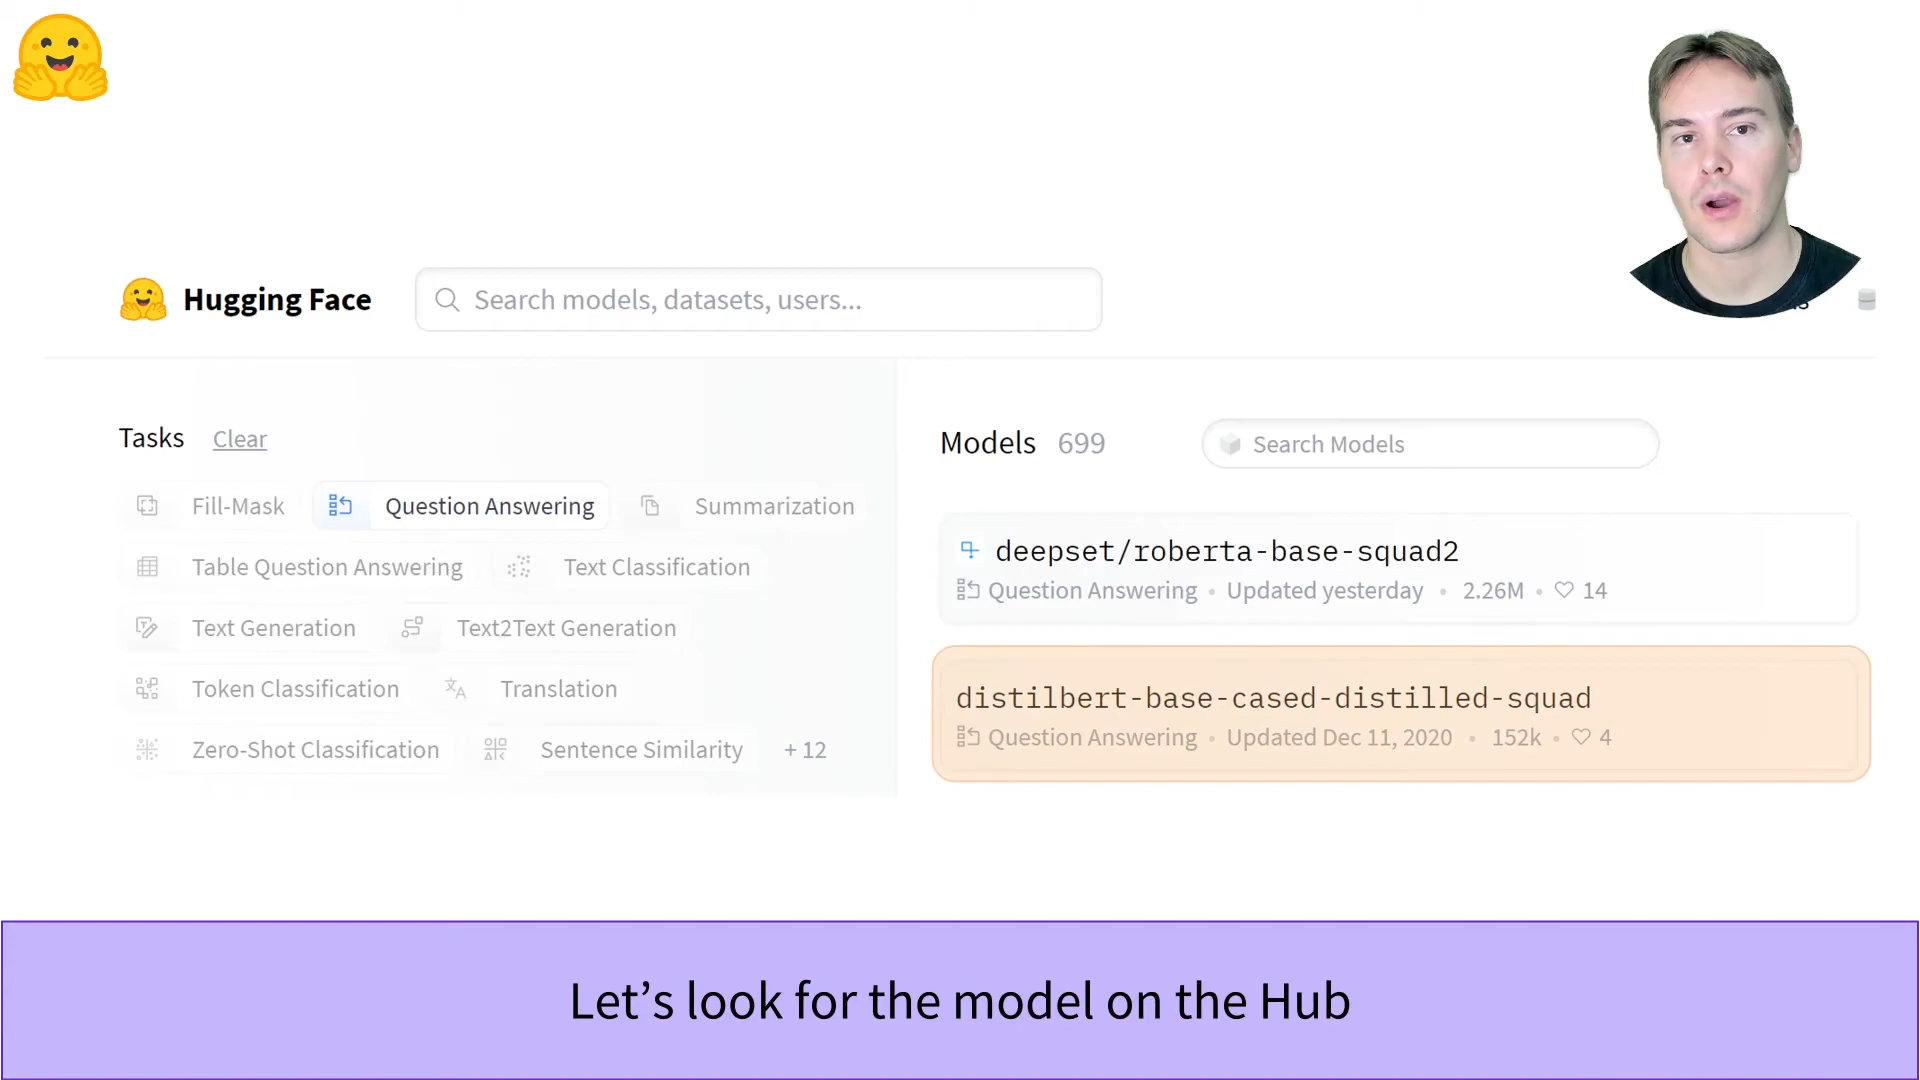 Hugging Face
Search models, datasets, users...
Tasks Clear
Fill-Mask Question Answering Summarization
Table Question Answering Text Classification
Text Generation Text2Text Generation
Token Classification Translation
Zero-Shot Classification Sentence Similarity + 12
Models 699 Search Models
deepset/roberta-base-squad2
Question Answering • Updated yesterday • 2.26M • 14
distilbert-base-cased-distilled-squad
Question Answering • Updated Dec 11, 2020 • 152k • 4
Let’s look for the model on the Hub